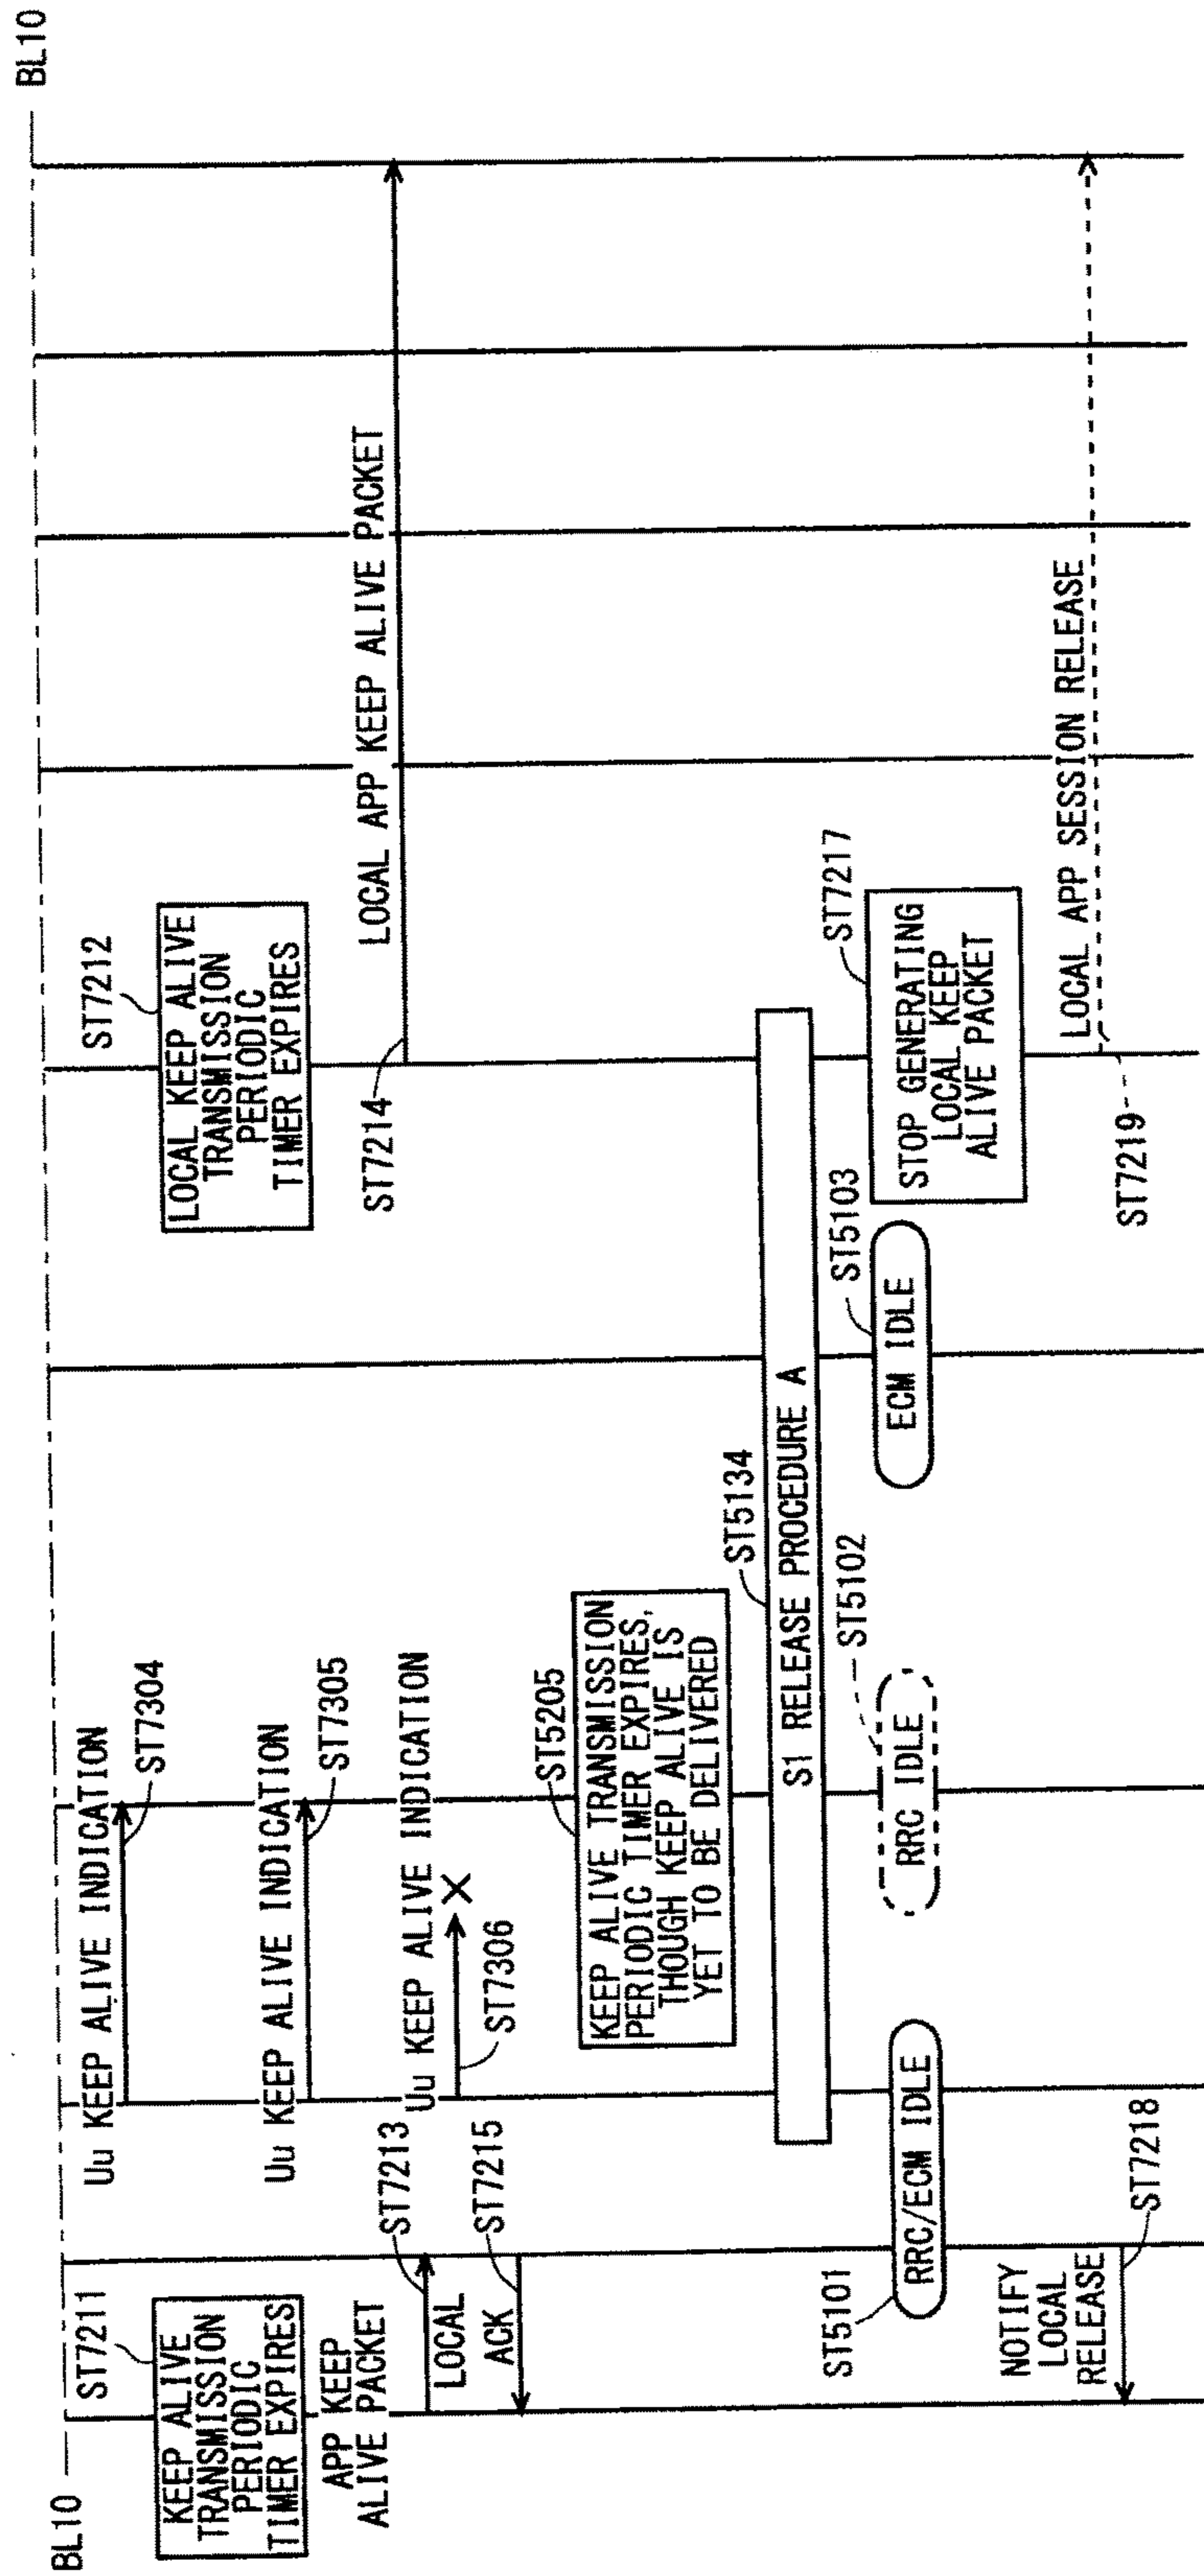 BL10
BL10
ST7211
KEEP ALIVE
TRANSMISSION
PERIODIC
TIMER EXPIRES
Uu KEEP ALIVE INDICATION
ST7304
ST7212
LOCAL KEEP ALIVE
TRANSMISSION
PERIODIC
TIMER EXPIRES
Uu KEEP ALIVE INDICATION
ST7305
APP KEEP
ALIVE PACKET
ST7213
LOCAL APP KEEP ALIVE PACKET
ST7214
LOCAL
ACK
ST7215
Uu KEEP ALIVE INDICATION
ST7306
ST5205
KEEP ALIVE TRANSMISSION
PERIODIC TIMER EXPIRES,
THOUGH KEEP ALIVE IS
YET TO BE DELIVERED
ST5134
S1 RELEASE PROCEDURE A
ST5101
RRC/ECM IDLE
ST5102
RRC IDLE
ST5103
ECM IDLE
ST7217
STOP GENERATING
LOCAL KEEP
ALIVE PACKET
NOTIFY
LOCAL
RELEASE
ST7218
LOCAL APP SESSION RELEASE
ST7219